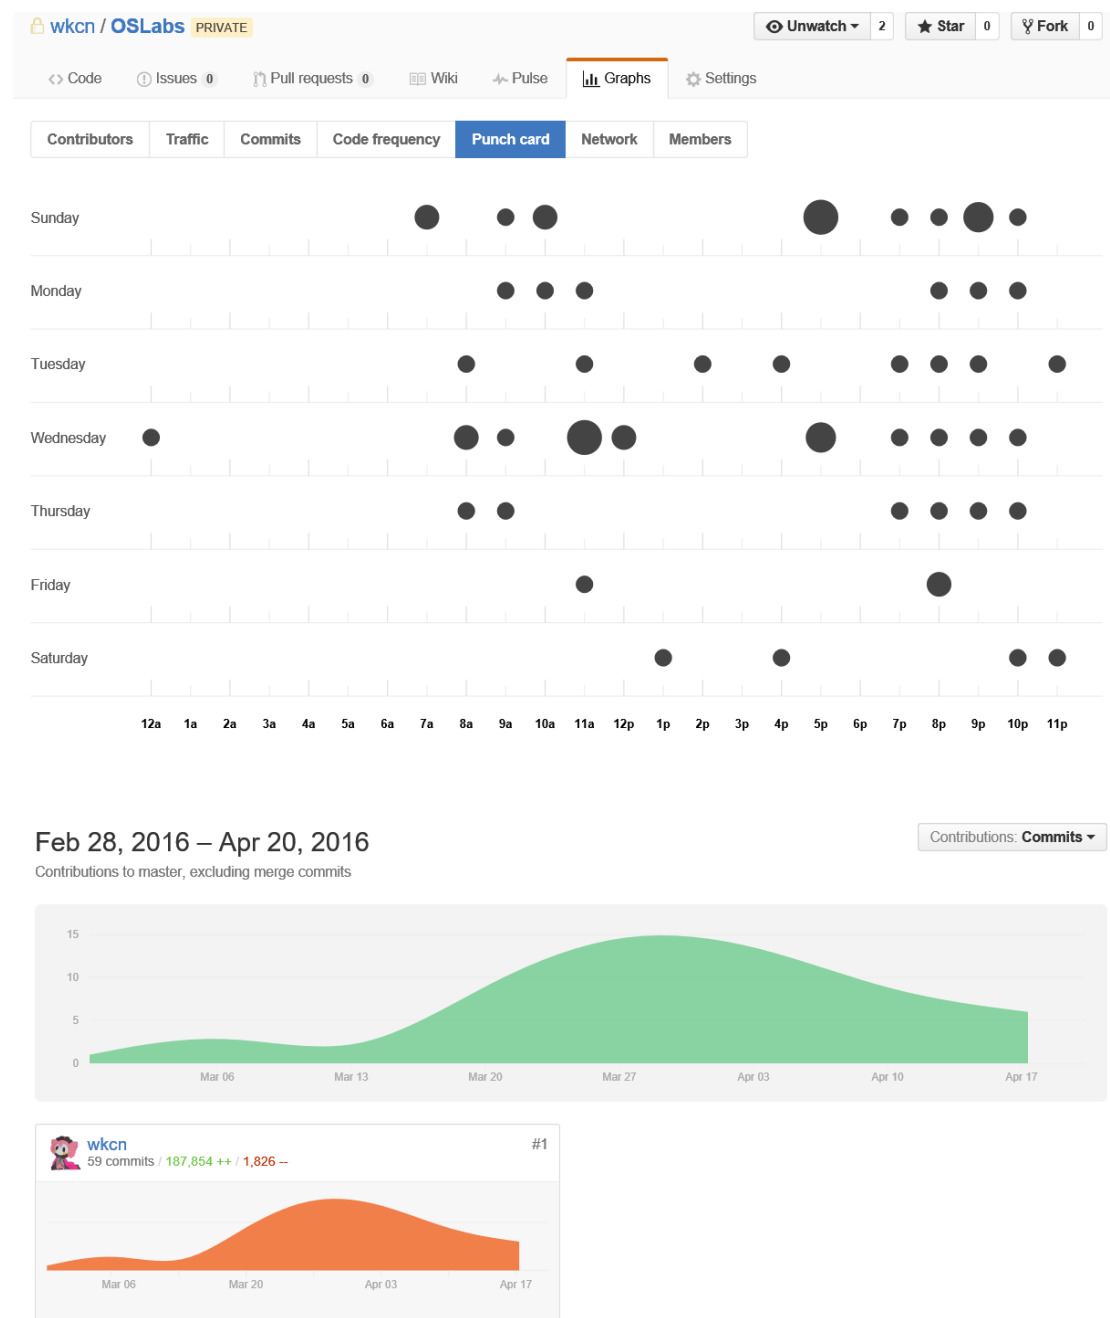 wkcn / OSLabs PRIVATE Unwatch 2 Star 0 Fork 0
Code Issues 0 Pull requests 0 Wiki Pulse Graphs Settings
Contributors Traffic Commits Code frequency Punch card Network Members
Sunday
Monday
Tuesday
Wednesday
Thursday
Friday
Saturday
12a 1a 2a 3a 4a 5a 6a 7a 8a 9a 10a 11a 12p 1p 2p 3p 4p 5p 6p 7p 8p 9p 10p 11p
Feb 28, 2016 – Apr 20, 2016 Contributions: Commits
Contributions to master, excluding merge commits
15
10
5
0
Mar 06 Mar 13 Mar 20 Mar 27 Apr 03 Apr 10 Apr 17
wkcn #1
59 commits / 187,854 ++ / 1,826 --
Mar 06 Mar 20 Apr 03 Apr 17